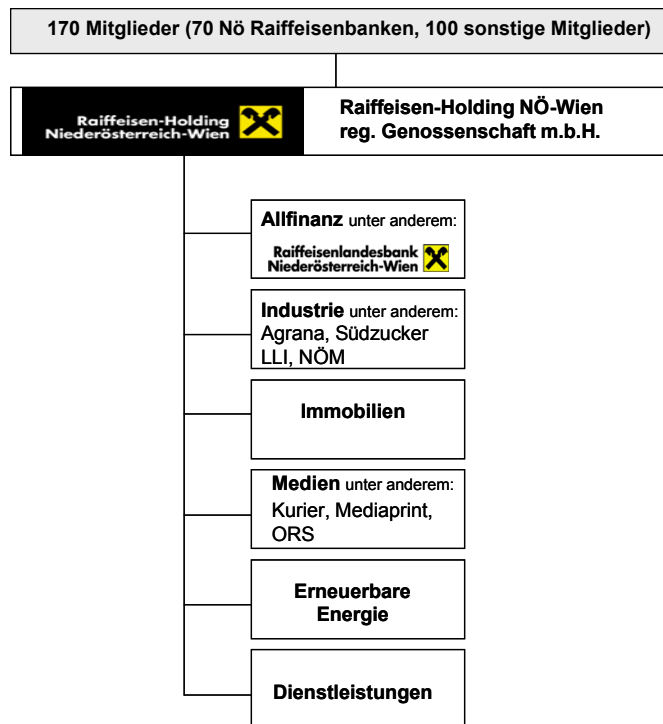 170 Mitglieder (70 Nö Raiffeisenbanken, 100 sonstige Mitglieder)
Raiffeisen-Holding
Niederösterreich-Wien
Raiffeisen-Holding NÖ-Wien
reg. Genossenschaft m.b.H.
Allfinanz unter anderem:
Raiffeisenlandesbank
Niederösterreich-Wien
Industrie unter anderem:
Agrana, Südzucker
LLI, NÖM
Immobilien
Medien unter anderem:
Kurier, Mediaprint,
ORS
Erneuerbare
Energie
Dienstleistungen